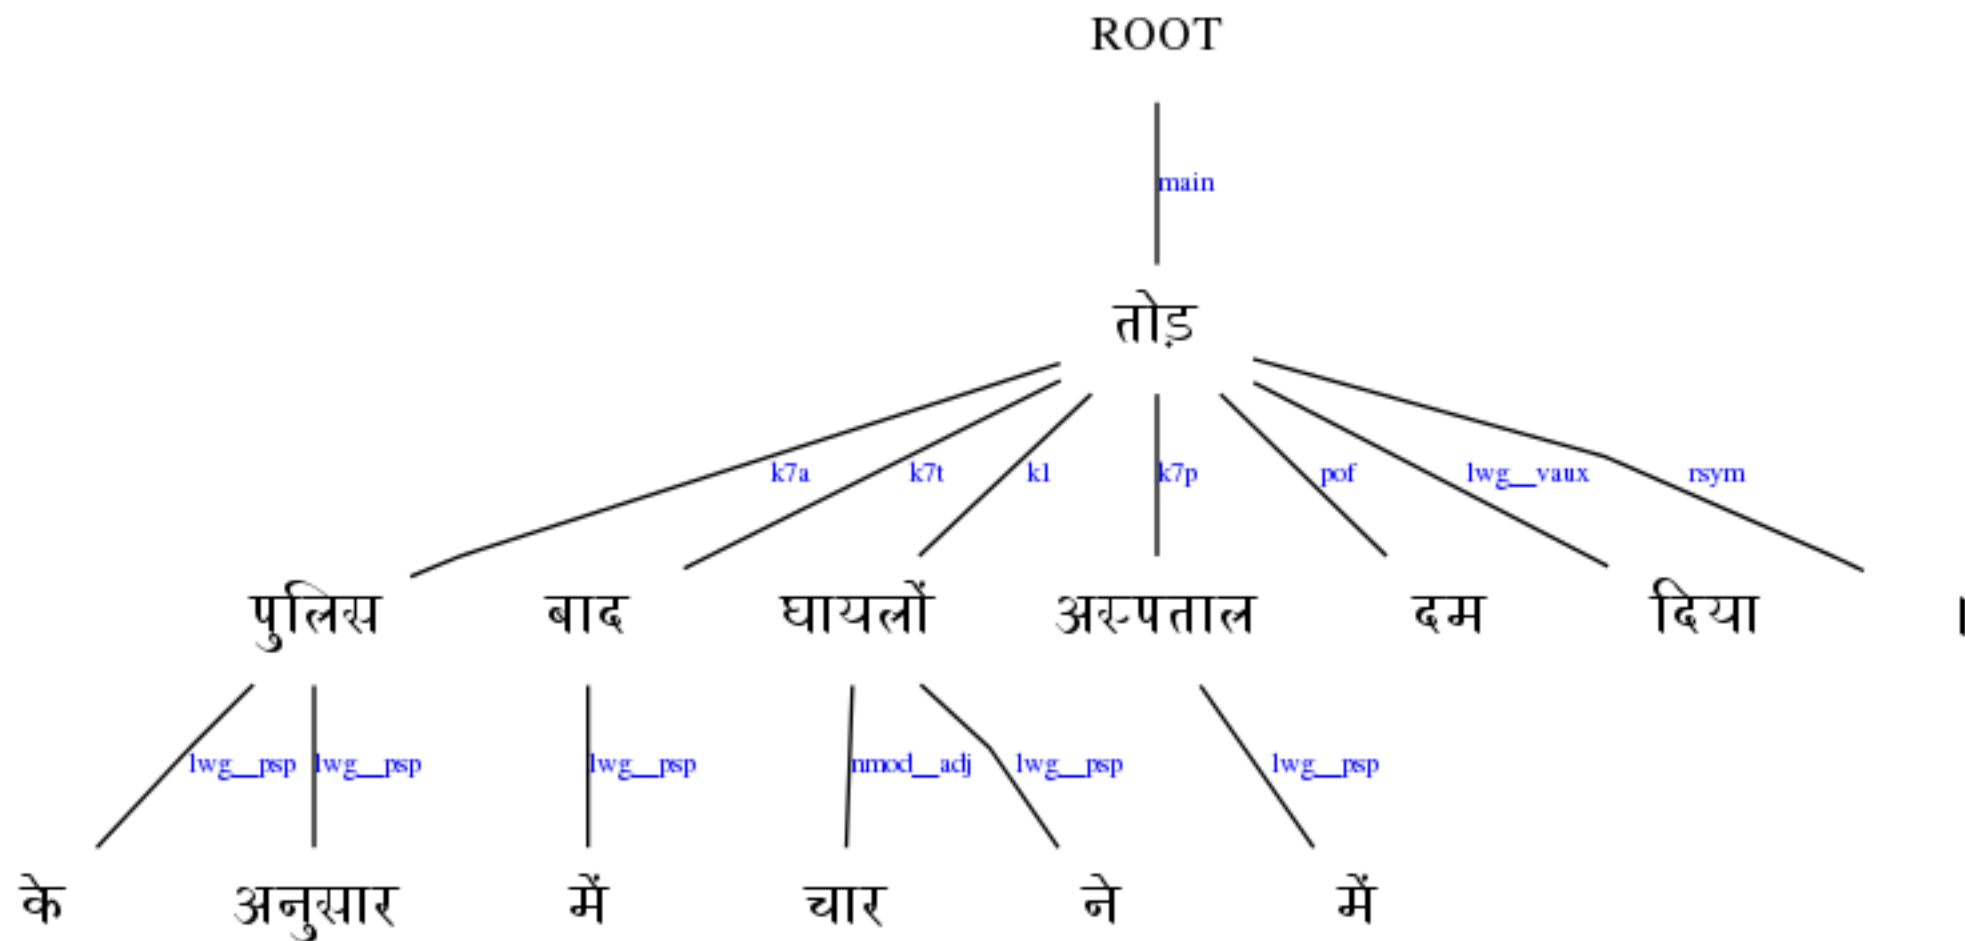 ROOT
main
तोड़
k7a k7t k1 k7p pof lwg__vaux rsym
पुलिस बाद घायलों अस्पताल दम दिया ।
lwg__psp lwg__psp lwg__psp nmod__adj lwg__psp lwg__psp
के अनुसार में चार ने में